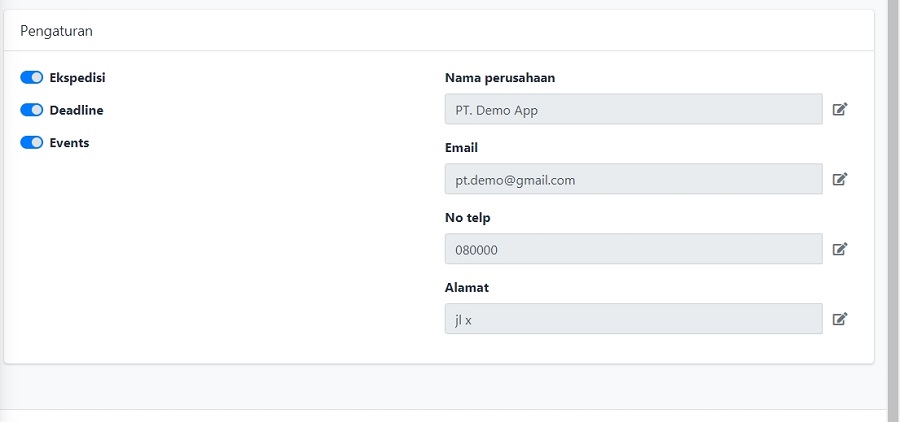 Pengaturan
Ekspedisi
Deadline
Events
Nama perusahaan
PT. Demo App
Email
pt.demo@gmail.com
No telp
080000
Alamat
jl x